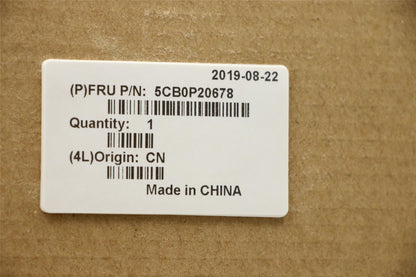 2019-08-22
(P)FRU P/N: 5CB0P20678
Quantity: 1
(4L)Origin: CN
Made in CHINA